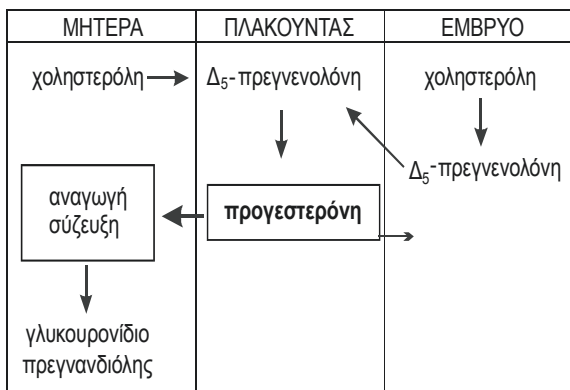 ΜΗΤΕΡΑ ΠΛΑΚΟΥΝΤΑΣ ΕΜΒΡΥΟ
χοληστερόλη Δ5-πρεγνενολόνη χοληστερόλη
Δ5-πρεγνενολόνη
αναγωγή
σύζευξη
προγεστερόνη
γλυκουρονίδιο
πρεγνανδιόλης